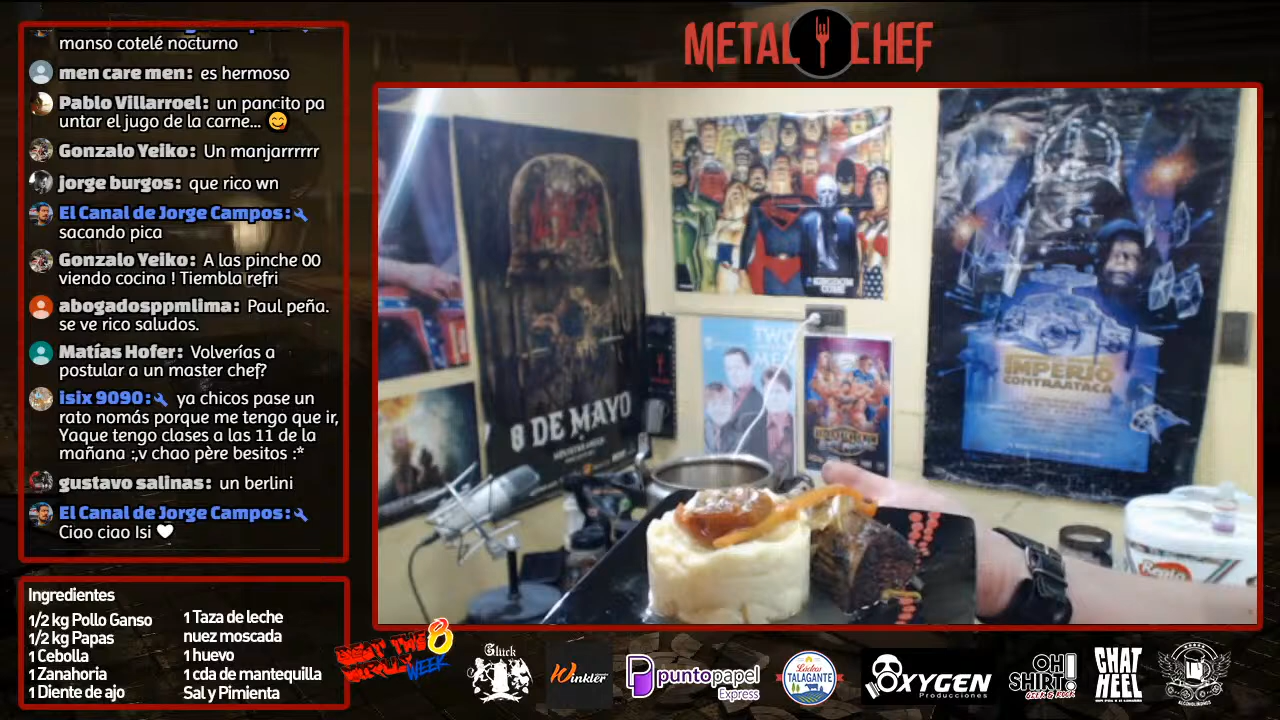 manso cotelé nocturno
men care men: es hermoso
Pablo Villarroel: un pancito pa
untar el jugo de la carne... 😋
Gonzalo Yeiko: Un manjarrrrrr
jorge burgos: que rico wn
El Canal de Jorge Campos:
sacando pica
Gonzalo Yeiko: A las pinche 00
viendo cocina ! Tiembla refri
abogadosppmlima: Paul peña.
se ve rico saludos.
Matías Hofer: Volverías a
postular a un master chef?
isix 9090: ya chicos pase un
rato nomás porque me tengo que ir,
Yaque tengo clases a las 11 de la
mañana :,v chao père besitos :*
gustavo salinas: un berlini
El Canal de Jorge Campos:
Ciao ciao Isi 🤍
Ingredientes
1/2 kg Pollo Ganso
1/2 kg Papas
1 Cebolla
1 Zanahoria
1 Diente de ajo
1 Taza de leche
nuez moscada
1 huevo
1 cda de mantequilla
Sal y Pimienta
METAL CHEF
8 DE MAYO
TWO
MEN
IMPERIO
CONTRAATACA
8
WEEK
Glück
Winkler
puntopapel
Express
Lácteos
TALAGANTE
OXYGEN
Producciones
OH
SHIRT!
GEEK & ROCK
CHAT
HEEL